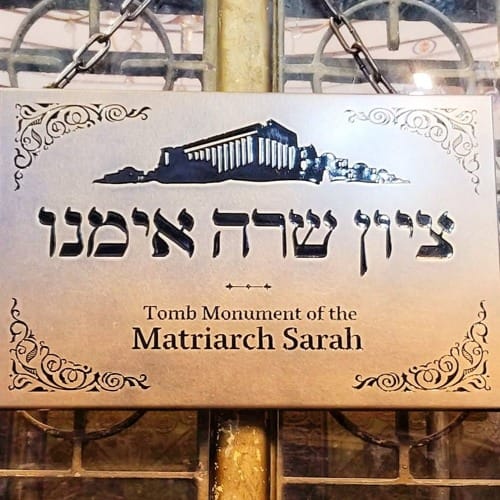 ציון שרה אימנו
Tomb Monument of the
Matriarch Sarah